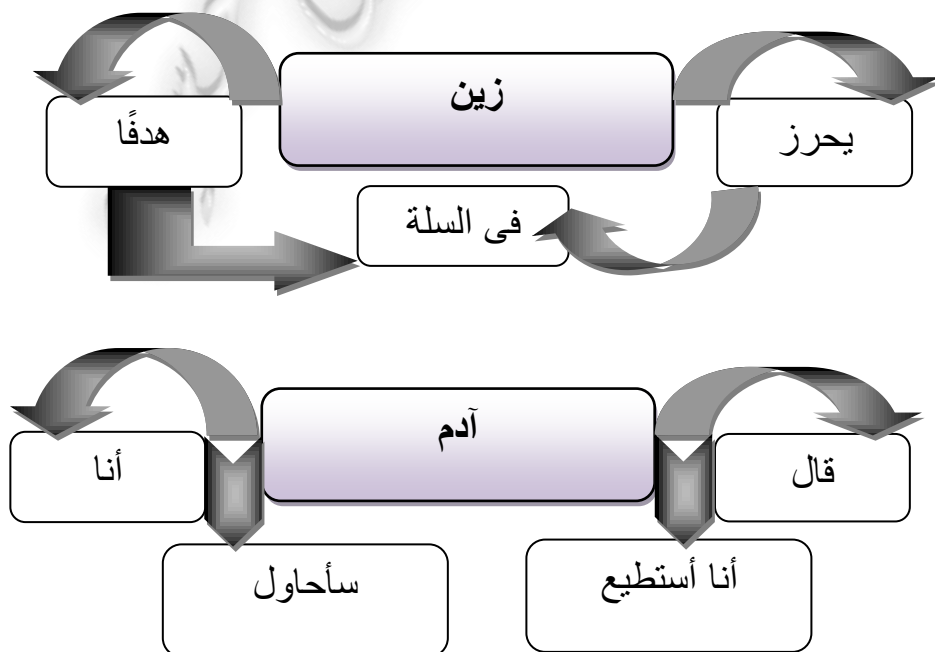 زين
يحرز
هدفًا
فى السلة
آدم
قال
أنا
أنا أستطيع
سأحاول